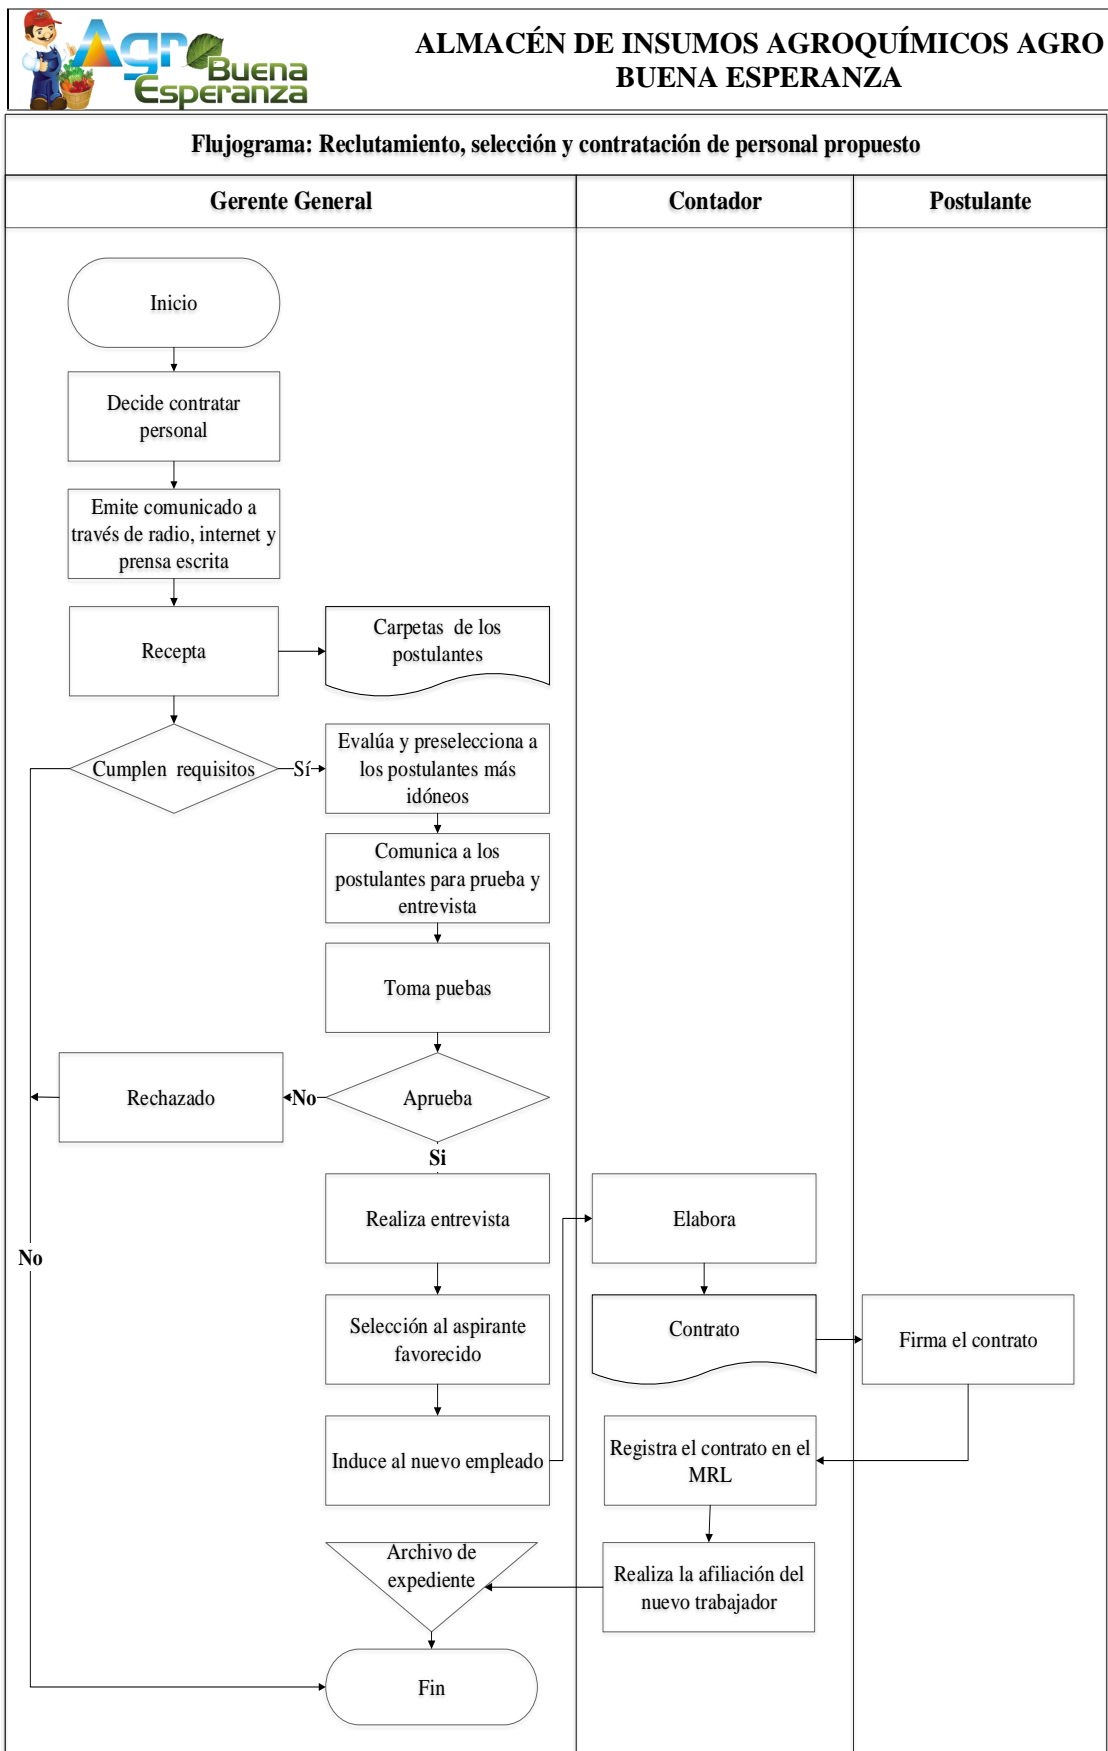 Agr
Buena
Esperanza
ALMACÉN DE INSUMOS AGROQUÍMICOS AGRO
BUENA ESPERANZA
Flujograma: Reclutamiento, selección y contratación de personal propuesto
Gerente General
Contador
Postulante
Inicio
Decide contratar
personal
Emite comunicado a
través de radio, internet y
prensa escrita
Recepta
Carpetas de los
postulantes
Cumplen requisitos
Sí
Evalúa y preselecciona a
los postulantes más
idóneos
Comunica a los
postulantes para prueba y
entrevista
Toma puebas
Aprueba
No
Rechazado
Si
Realiza entrevista
Elabora
No
Selección al aspirante
favorecido
Contrato
Firma el contrato
Induce al nuevo empleado
Registra el contrato en el
MRL
Archivo de
expediente
Realiza la afiliación del
nuevo trabajador
Fin